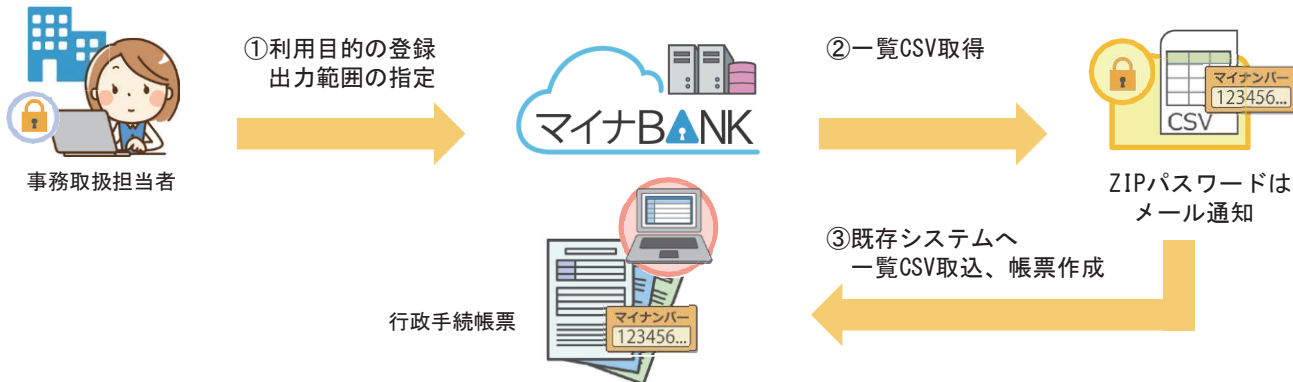 ①利用目的の登録
出力範囲の指定
事務取扱担当者
マイナBANK
②一覧CSV取得
マイナンバー
123456...
CSV
ZIPパスワードは
メール通知
③既存システムへ
一覧CSV取込、帳票作成
行政手続帳票
マイナンバー
123456...